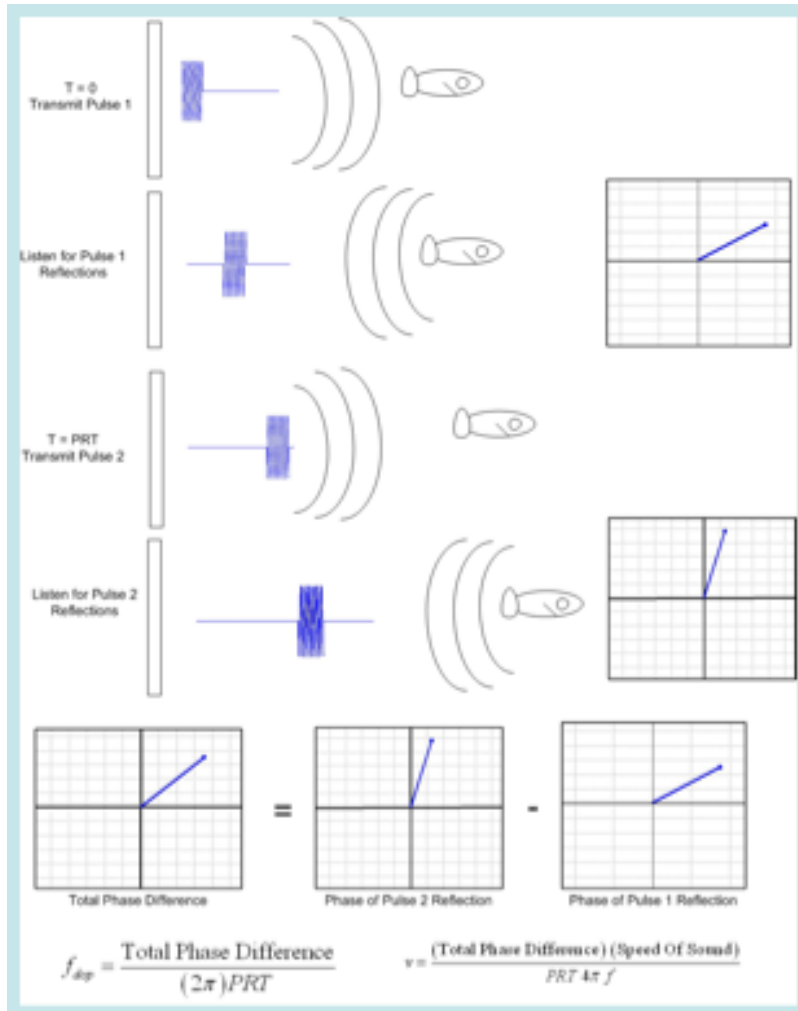 T = 0
Transmit Pulse 1
Listen for Pulse 1
Reflections
T = PRT
Transmit Pulse 2
Listen for Pulse 2
Reflections
=
-
Total Phase Difference
Phase of Pulse 2 Reflection
Phase of Pulse 1 Reflection
f_dop = Total Phase Difference / (2π)PRT
v = (Total Phase Difference) (Speed Of Sound) / PRT 4π f